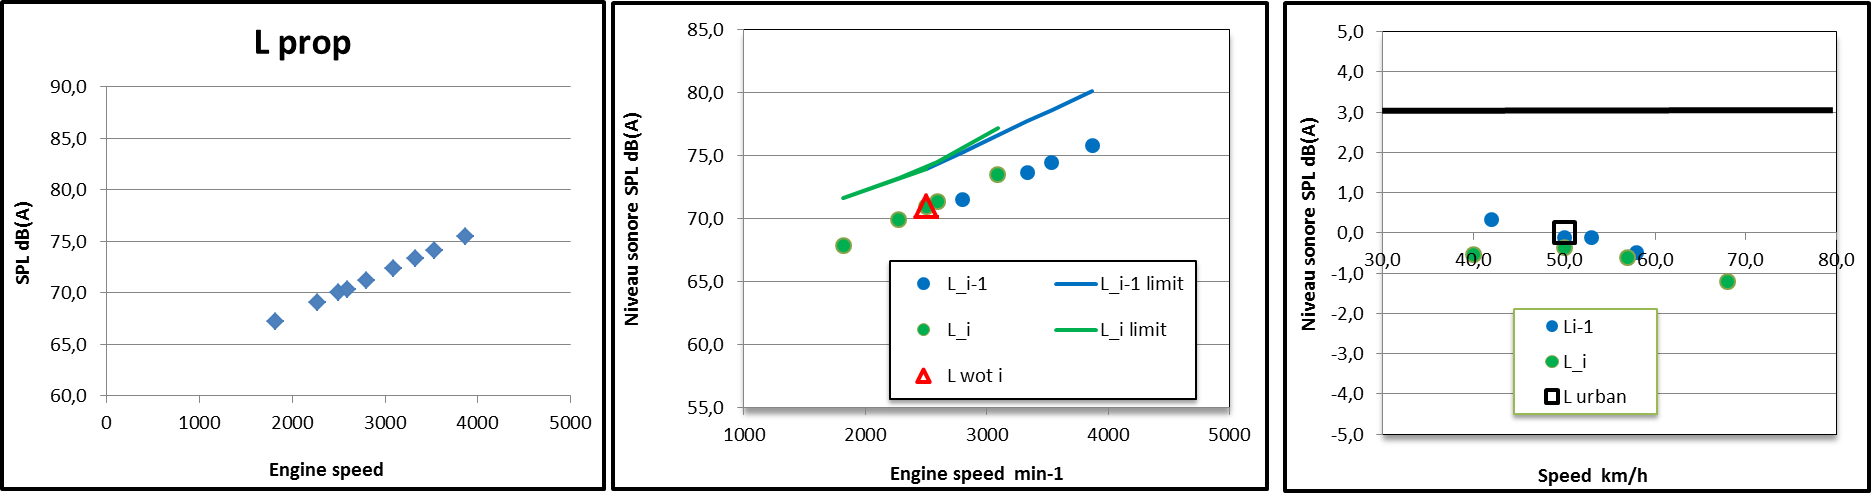 L prop
SPL dB(A)
90,0
85,0
80,0
75,0
70,0
65,0
60,0
0 1000 2000 3000 4000 5000
Engine speed
Niveau sonore SPL dB(A)
85,0
80,0
75,0
70,0
65,0
60,0
55,0
L_i-1 L_i-1 limit
L_i L_i limit
L wot i
1000 2000 3000 4000 5000
Engine speed min-1
Niveau sonore SPL dB(A)
5,0
4,0
3,0
2,0
1,0
0,0
30,0 40,0 50,0 60,0 70,0 80,0
-1,0
-2,0
-3,0
-4,0
-5,0
Li-1
L_i
L urban
Speed km/h